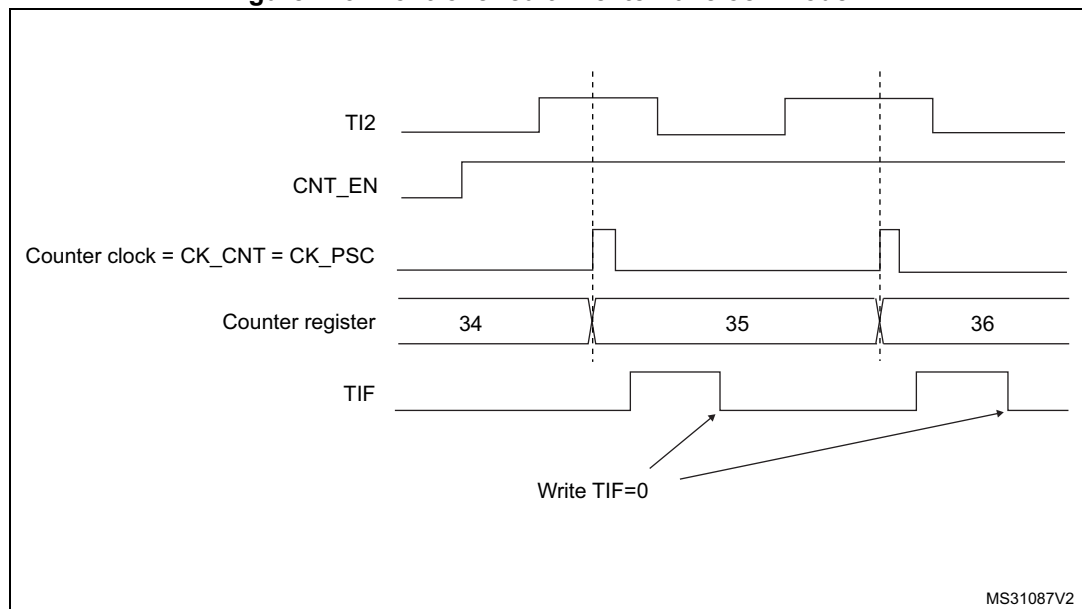 TI2
CNT_EN
Counter clock = CK_CNT = CK_PSC
Counter register
34
35
36
TIF
Write TIF=0
MS31087V2